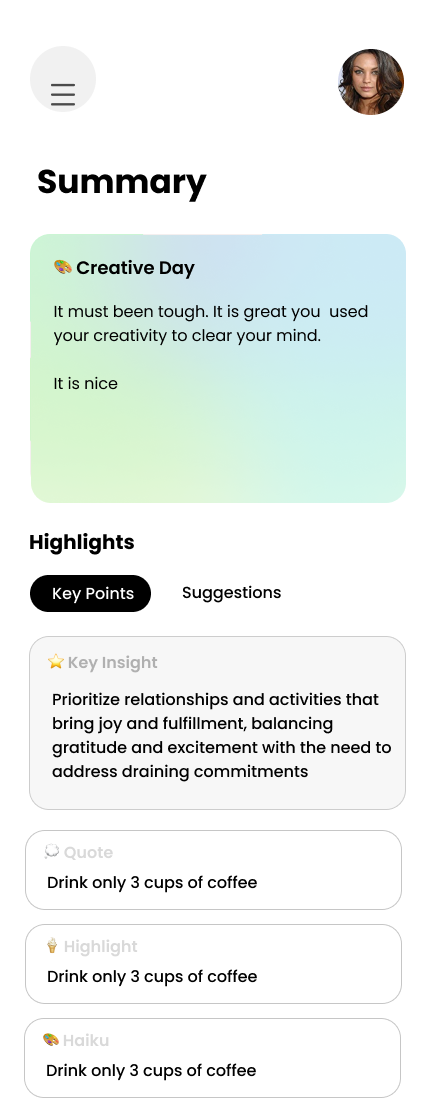 Summary
🎨 Creative Day
It must been tough. It is great you  used
your creativity to clear your mind.
It is nice
Highlights
Key Points
Suggestions
⭐ Key Insight
Prioritize relationships and activities that
bring joy and fulfillment, balancing
gratitude and excitement with the need to
address draining commitments
💭 Quote
Drink only 3 cups of coffee
🍦 Highlight
Drink only 3 cups of coffee
🎨 Haiku
Drink only 3 cups of coffee